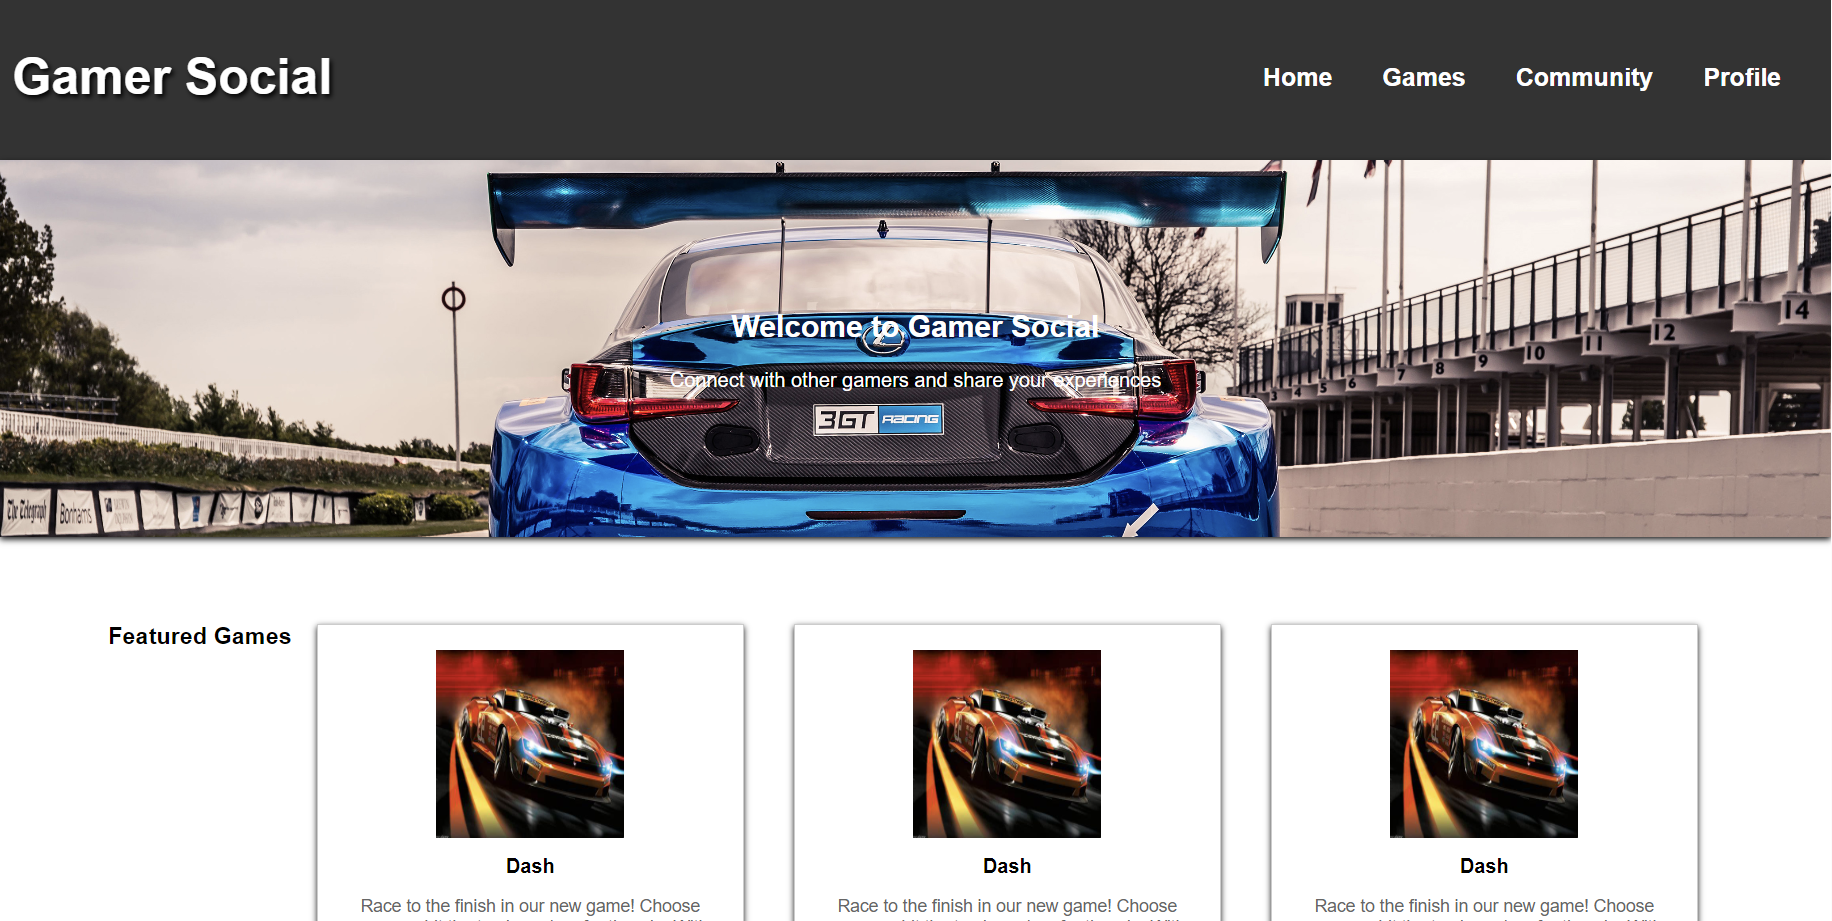 Gamer Social
Home Games Community Profile
Welcome to Gamer Social
Connect with other gamers and share your experiences
3GT RACING
The Telegraph
Bonhams
3 4 5 6 7 8 9 10 11 12 14
Featured Games
Dash
Race to the finish in our new game! Choose
Dash
Race to the finish in our new game! Choose
Dash
Race to the finish in our new game! Choose